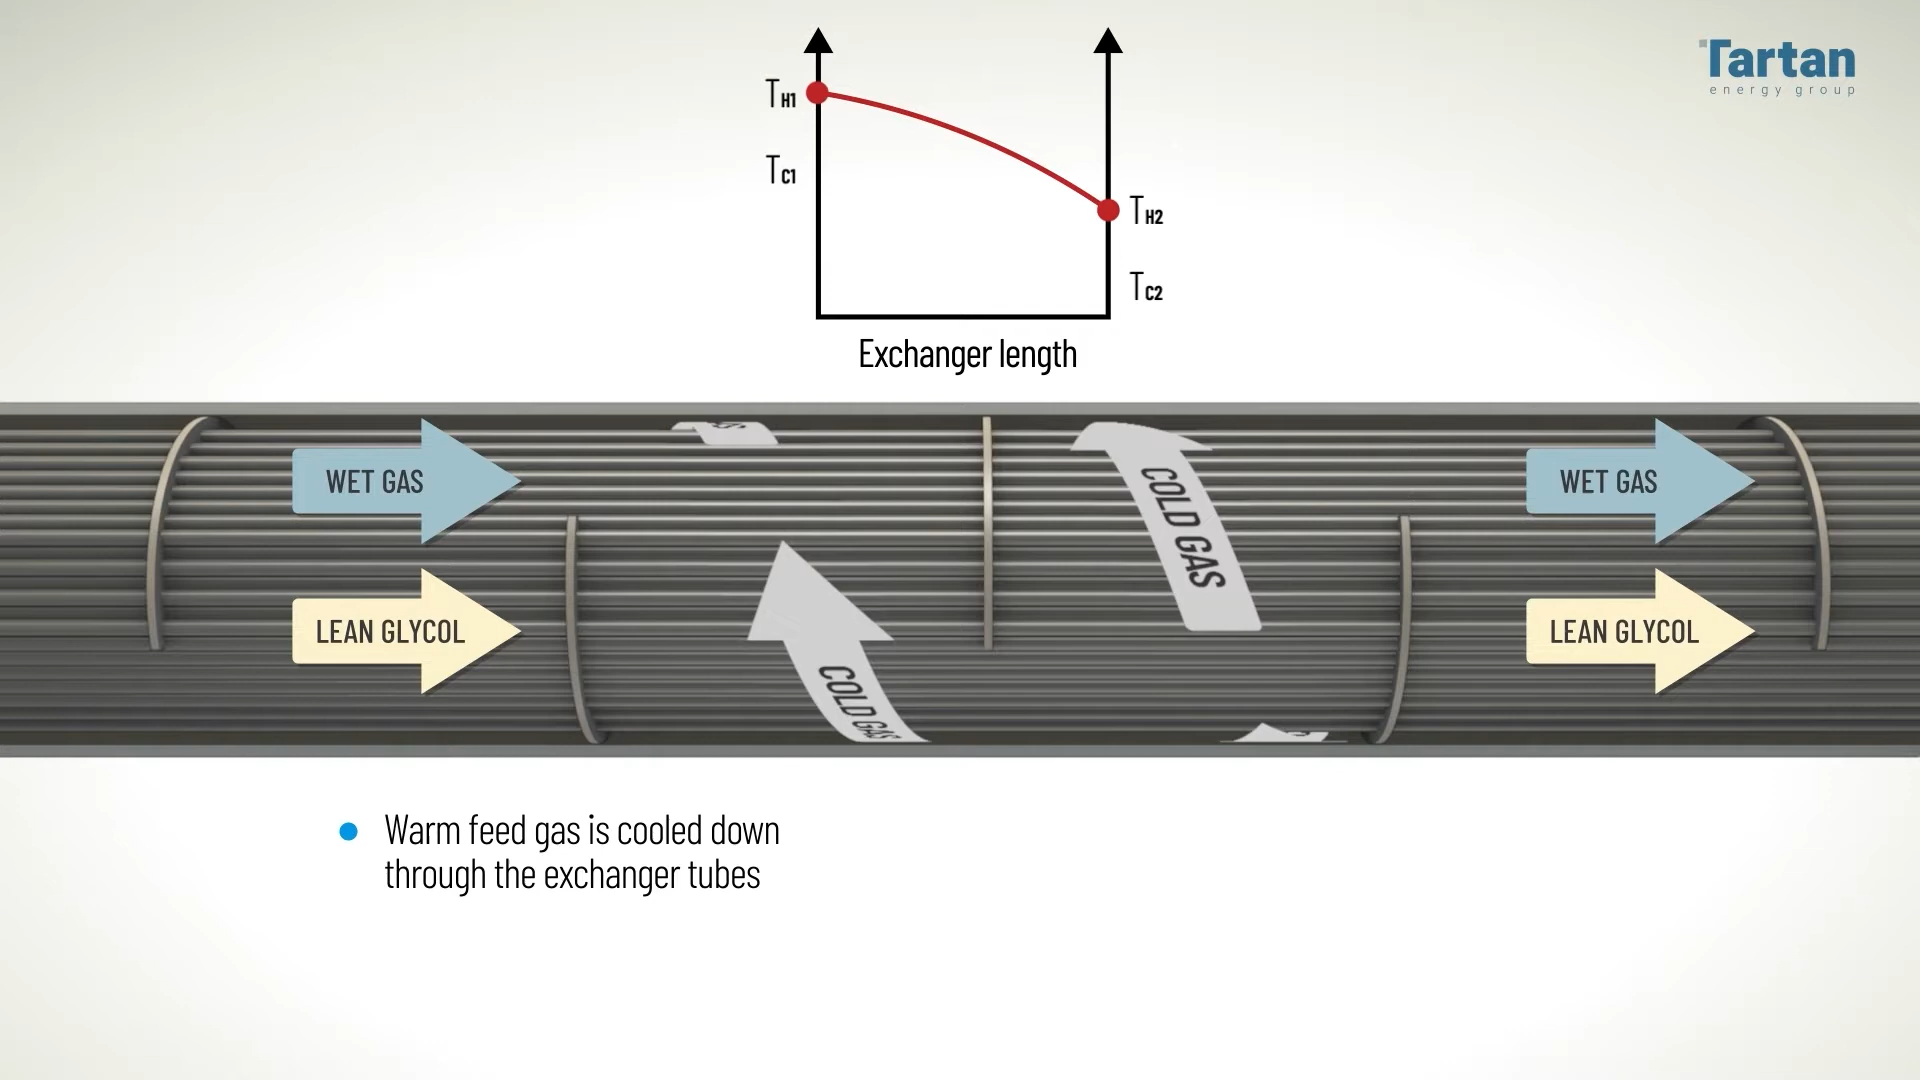 Tartan
energy group
TH1
TC1
TH2
TC2
Exchanger length
WET GAS
COLD GAS
WET GAS
LEAN GLYCOL
COLD GAS
LEAN GLYCOL
Warm feed gas is cooled down
through the exchanger tubes